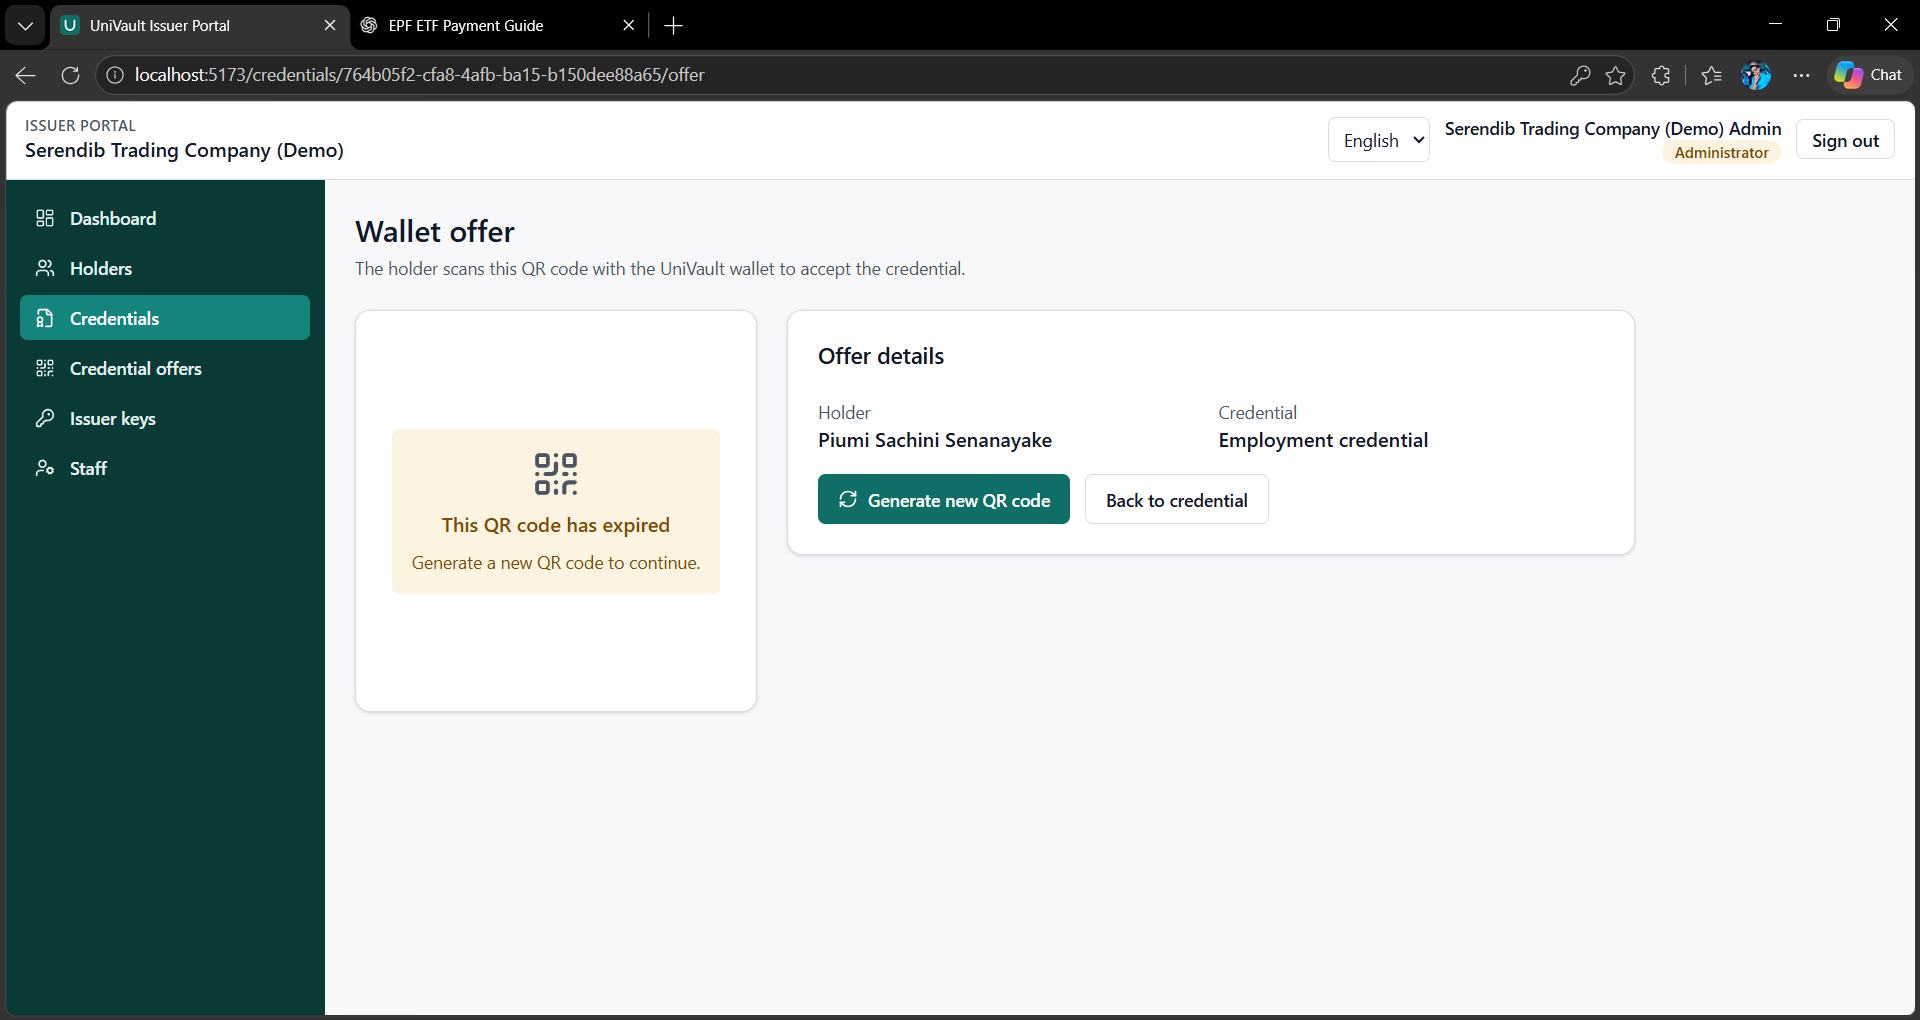 UniVault Issuer Portal
EPF ETF Payment Guide
localhost:5173/credentials/764b05f2-cfa8-4afb-ba15-b150dee88a65/offer
Chat
ISSUER PORTAL
Serendib Trading Company (Demo)
English
Serendib Trading Company (Demo) Admin
Administrator
Sign out
Dashboard
Holders
Credentials
Credential offers
Issuer keys
Staff
Wallet offer
The holder scans this QR code with the UniVault wallet to accept the credential.
This QR code has expired
Generate a new QR code to continue.
Offer details
Holder
Piumi Sachini Senanayake
Credential
Employment credential
Generate new QR code
Back to credential